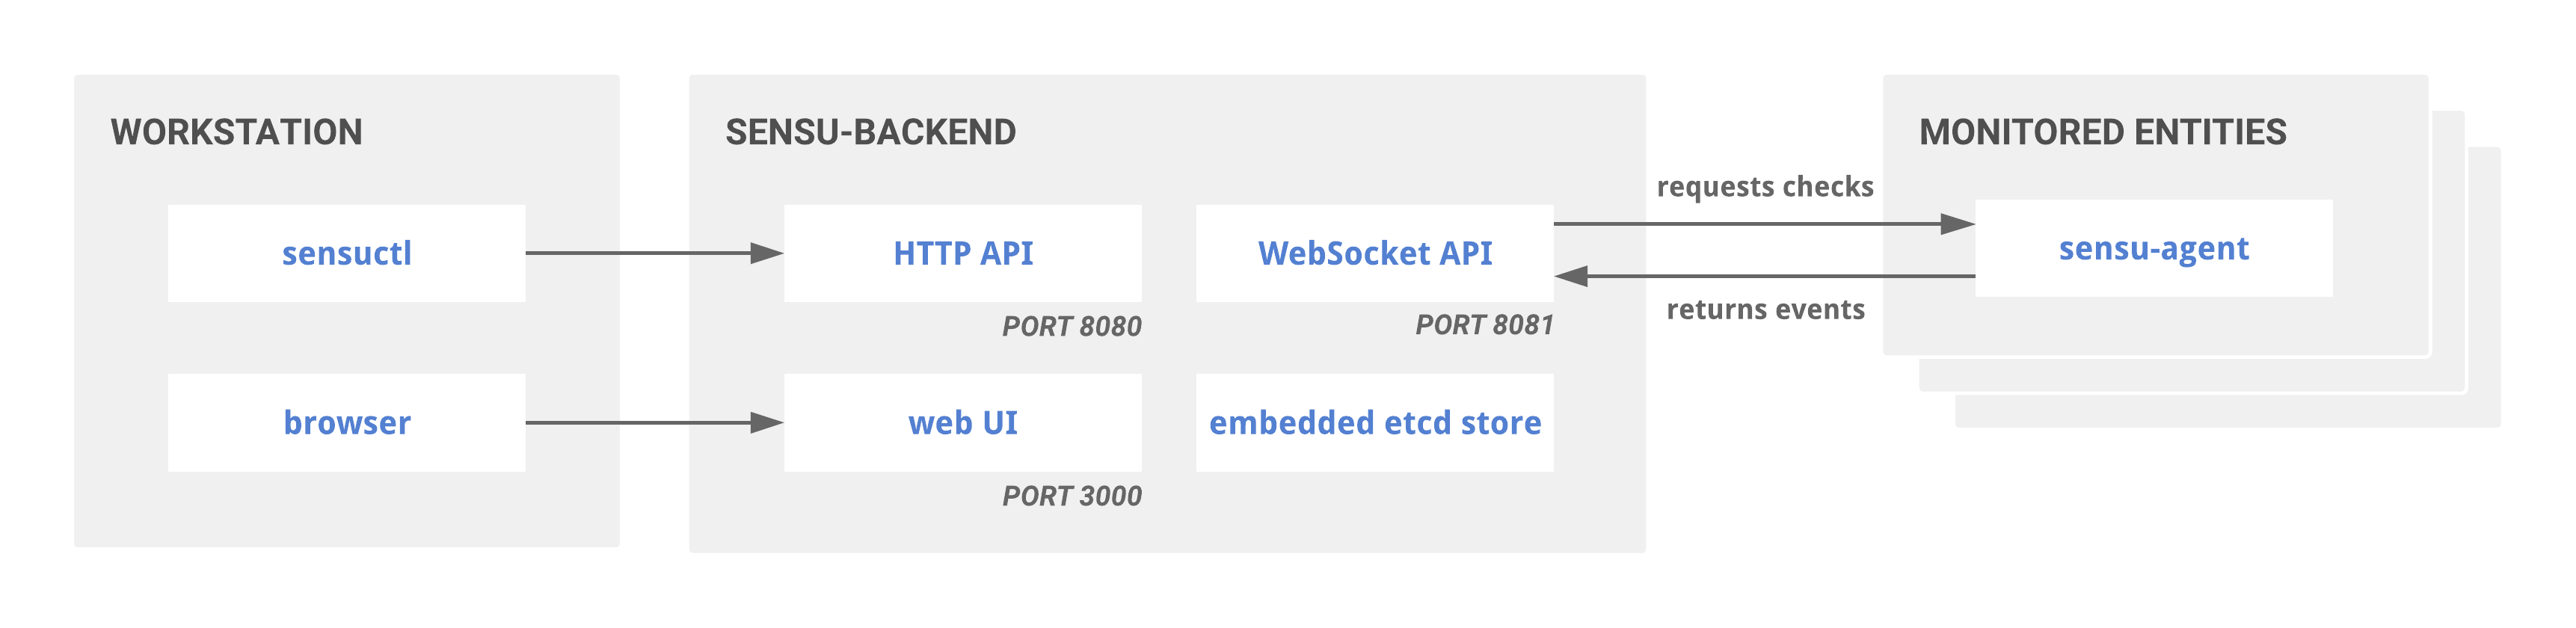 WORKSTATION
sensuctl
browser
SENSU-BACKEND
HTTP API
PORT 8080
WebSocket API
PORT 8081
web UI
PORT 3000
embedded etcd store
requests checks
returns events
MONITORED ENTITIES
sensu-agent